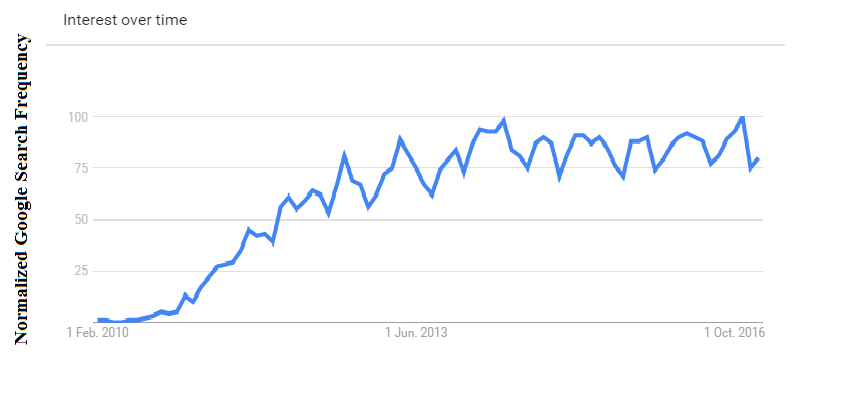 Interest over time
Normalized Google Search Frequency
100
75
50
25
1 Feb. 2010
1 Jun. 2013
1 Oct. 2016